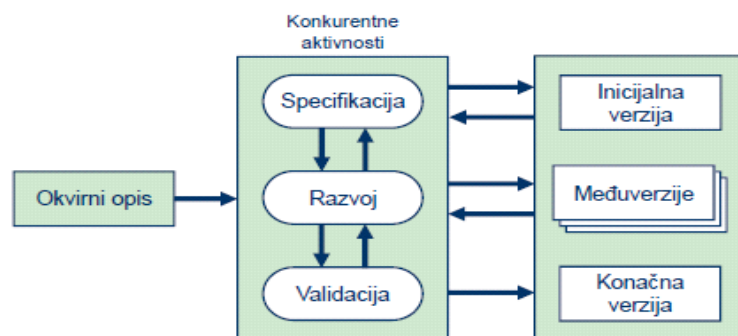 Konkurentne
aktivnosti
Specifikacija
Inicijalna
verzija
Okvirni opis
Razvoj
Međuverzije
Validacija
Konačna
verzija